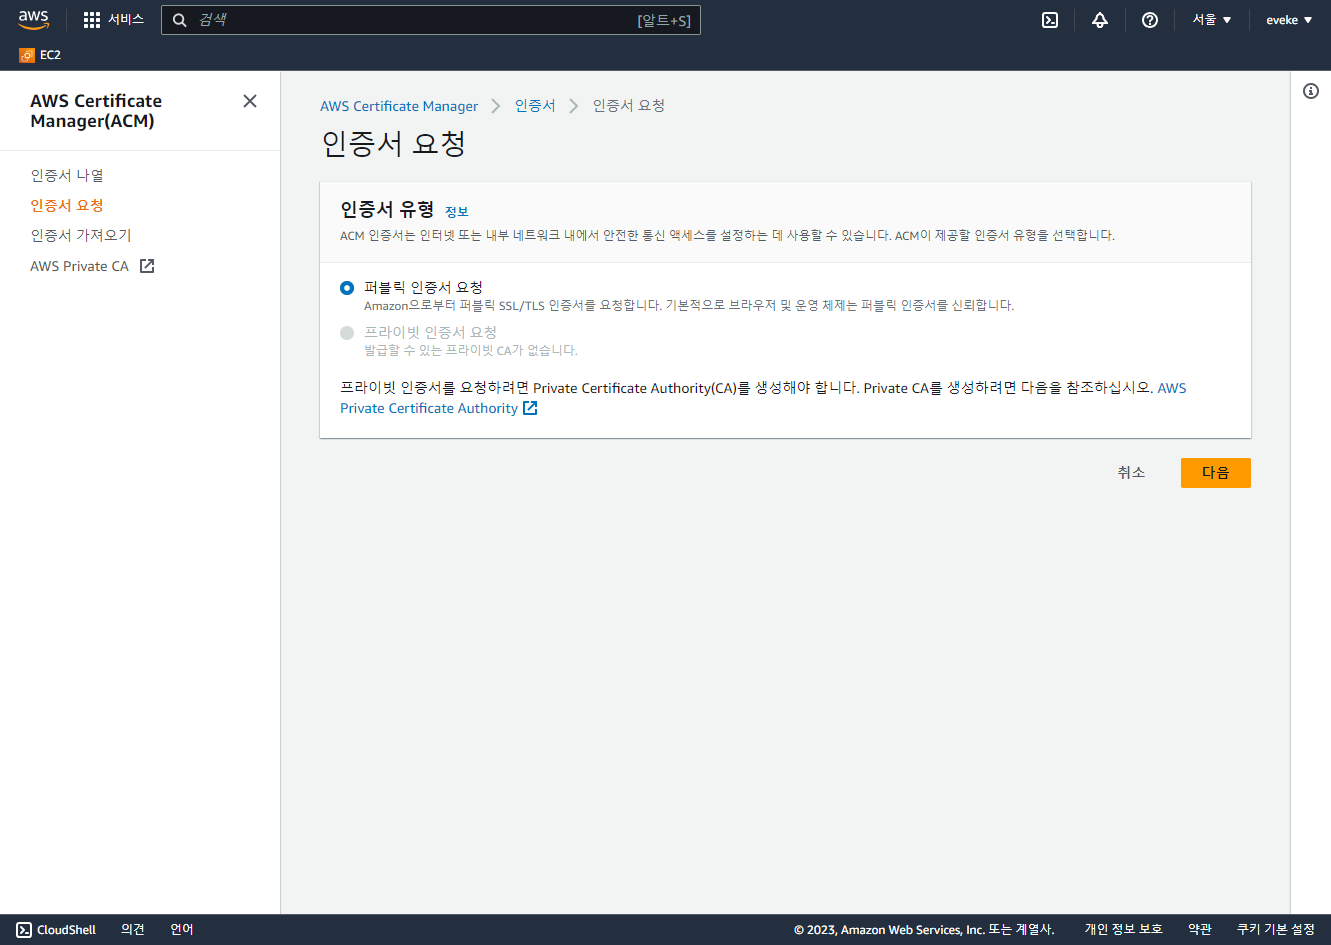 aws
서비스
검색
[알트+S]
서울
eveke
EC2
AWS Certificate
Manager(ACM)
인증서 나열
인증서 요청
인증서 가져오기
AWS Private CA
AWS Certificate Manager
인증서
인증서 요청
인증서 요청
인증서 유형 정보
ACM 인증서는 인터넷 또는 내부 네트워크 내에서 안전한 통신 액세스를 설정하는 데 사용할 수 있습니다. ACM이 제공할 인증서 유형을 선택합니다.
퍼블릭 인증서 요청
Amazon으로부터 퍼블릭 SSL/TLS 인증서를 요청합니다. 기본적으로 브라우저 및 운영 체제는 퍼블릭 인증서를 신뢰합니다.
프라이빗 인증서 요청
발급할 수 있는 프라이빗 CA가 없습니다.
프라이빗 인증서를 요청하려면 Private Certificate Authority(CA)를 생성해야 합니다. Private CA를 생성하려면 다음을 참조하십시오. AWS
Private Certificate Authority
취소
다음
CloudShell
의견
언어
© 2023, Amazon Web Services, Inc. 또는 계열사.
개인 정보 보호
약관
쿠키 기본 설정